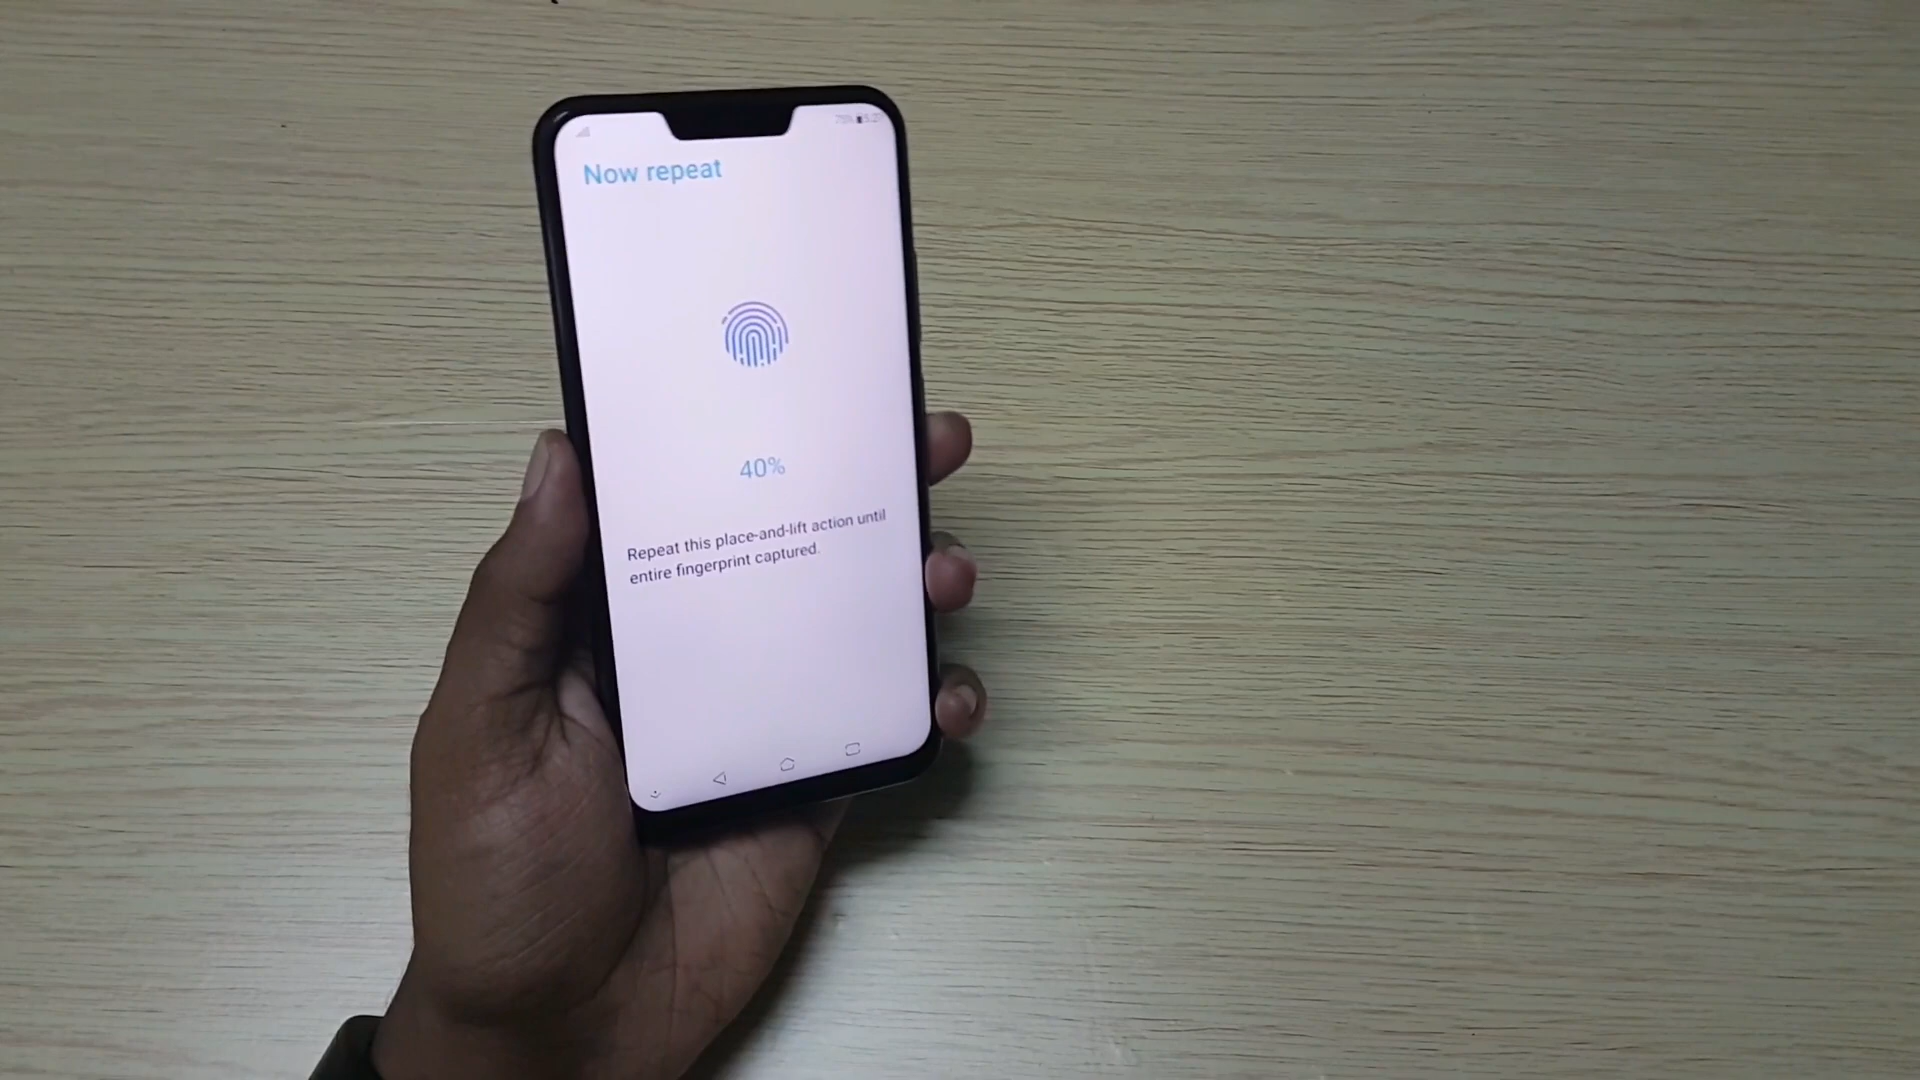 Now repeat
40%
Repeat this place-and-lift action until
entire fingerprint captured.